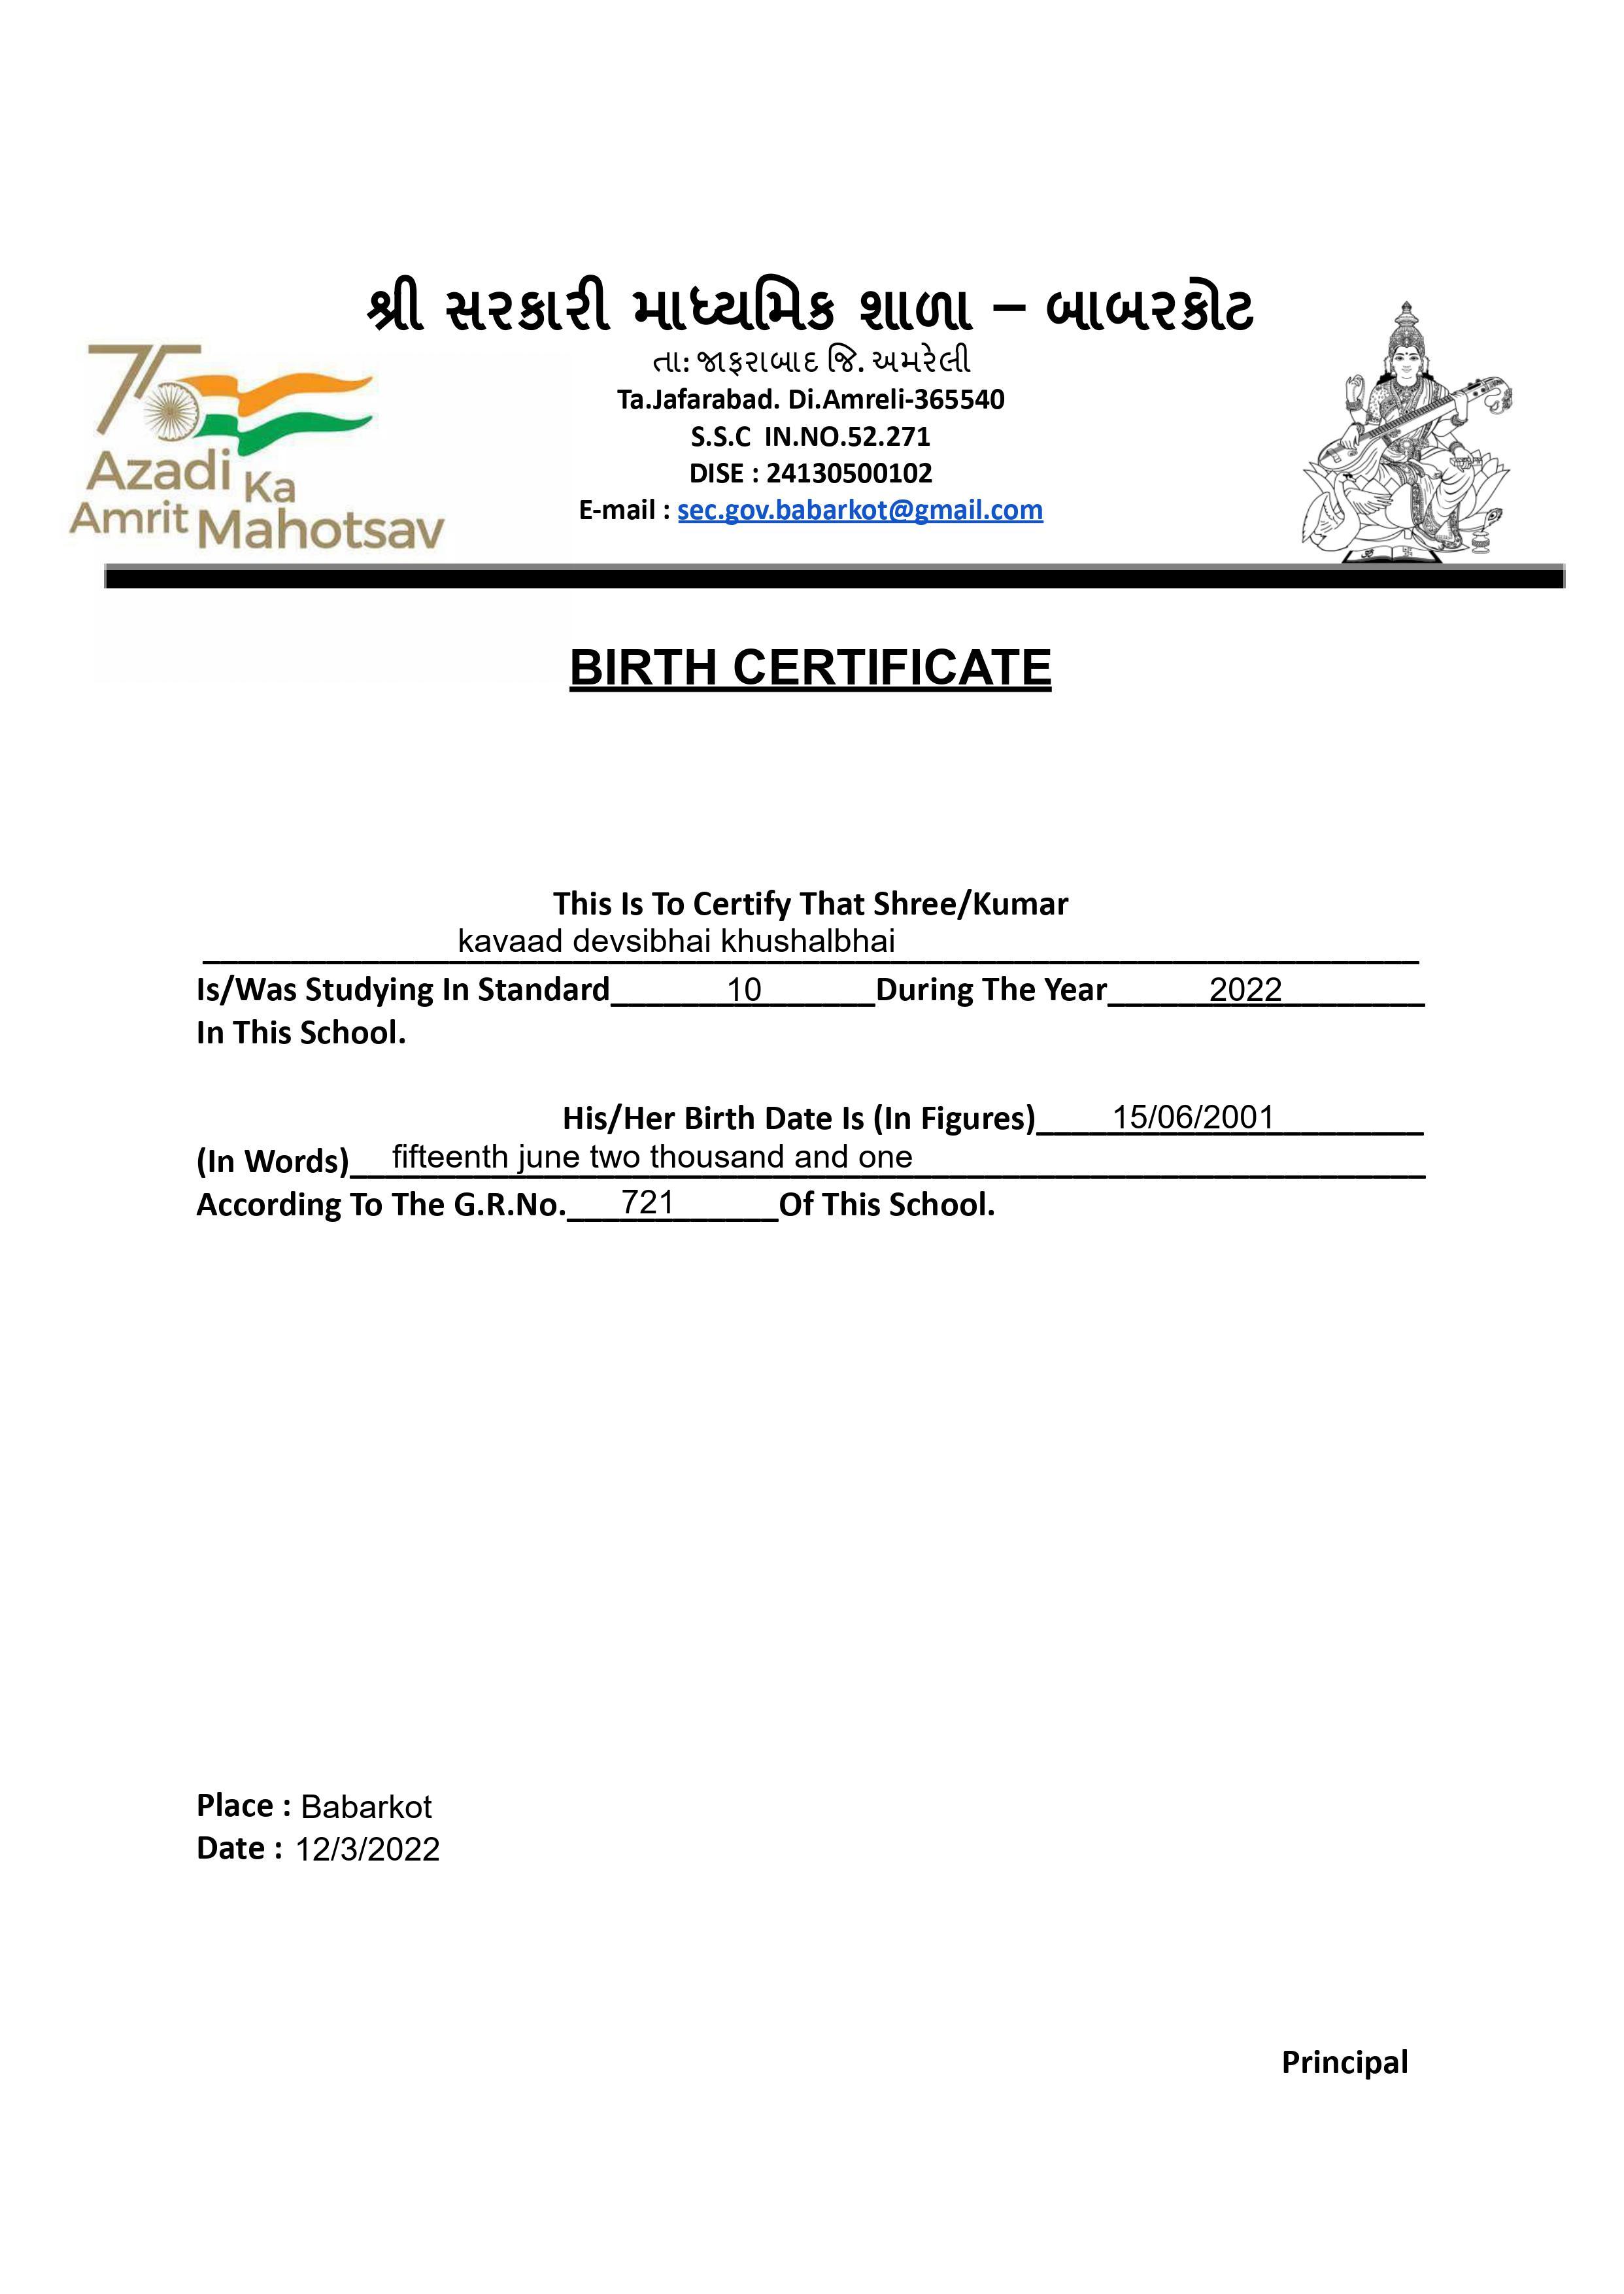 શ્રી સરકારી માધ્યમિક શાળા – બાબરકોટ
તા: જાફરાબાદ જિ. અમરેલી
Ta.Jafarabad. Di.Amreli-365540
S.S.C IN.NO.52.271
DISE : 24130500102
E-mail : sec.gov.babarkot@gmail.com
75
Azadi Ka
Amrit Mahotsav
BIRTH CERTIFICATE
This Is To Certify That Shree/Kumar
kavaad devsibhai khushalbhai
Is/Was Studying In Standard 10 During The Year 2022
In This School.
His/Her Birth Date Is (In Figures) 15/06/2001
(In Words) fifteenth june two thousand and one
According To The G.R.No. 721 Of This School.
Place : Babarkot
Date : 12/3/2022
Principal